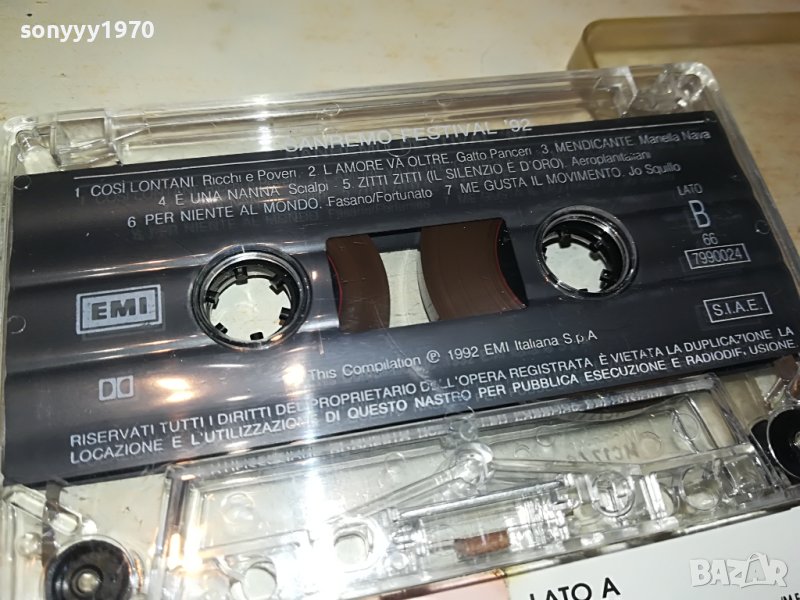 sonyyy1970
SANREMO FESTIVAL '92
1 COSÌ LONTANI. Ricchi e Poveri 2 L'AMORE VA OLTRE. Gatto Panceri 3 MENDICANTE. Mariella Nava
4 È UNA NANNA. Scialpi - 5 ZITTI ZITTI (IL SILENZIO È D'ORO). Aeroplanitaliani
6 PER NIENTE AL MONDO. Fasano/Fortunato 7 ME GUSTA IL MOVIMENTO. Jo Squillo
LATO
B
66
7990024
EMI
S.I.A.E.
This Compilation ℗ 1992 EMI Italiana S.p.A
RISERVATI TUTTI I DIRITTI DEL PROPRIETARIO DELL'OPERA REGISTRATA. È VIETATA LA DUPLICAZIONE. LA
LOCAZIONE E L'UTILIZZAZIONE DI QUESTO NASTRO PER PUBBLICA ESECUZIONE E RADIODIF.USIONE.
LATO A
BAZAR